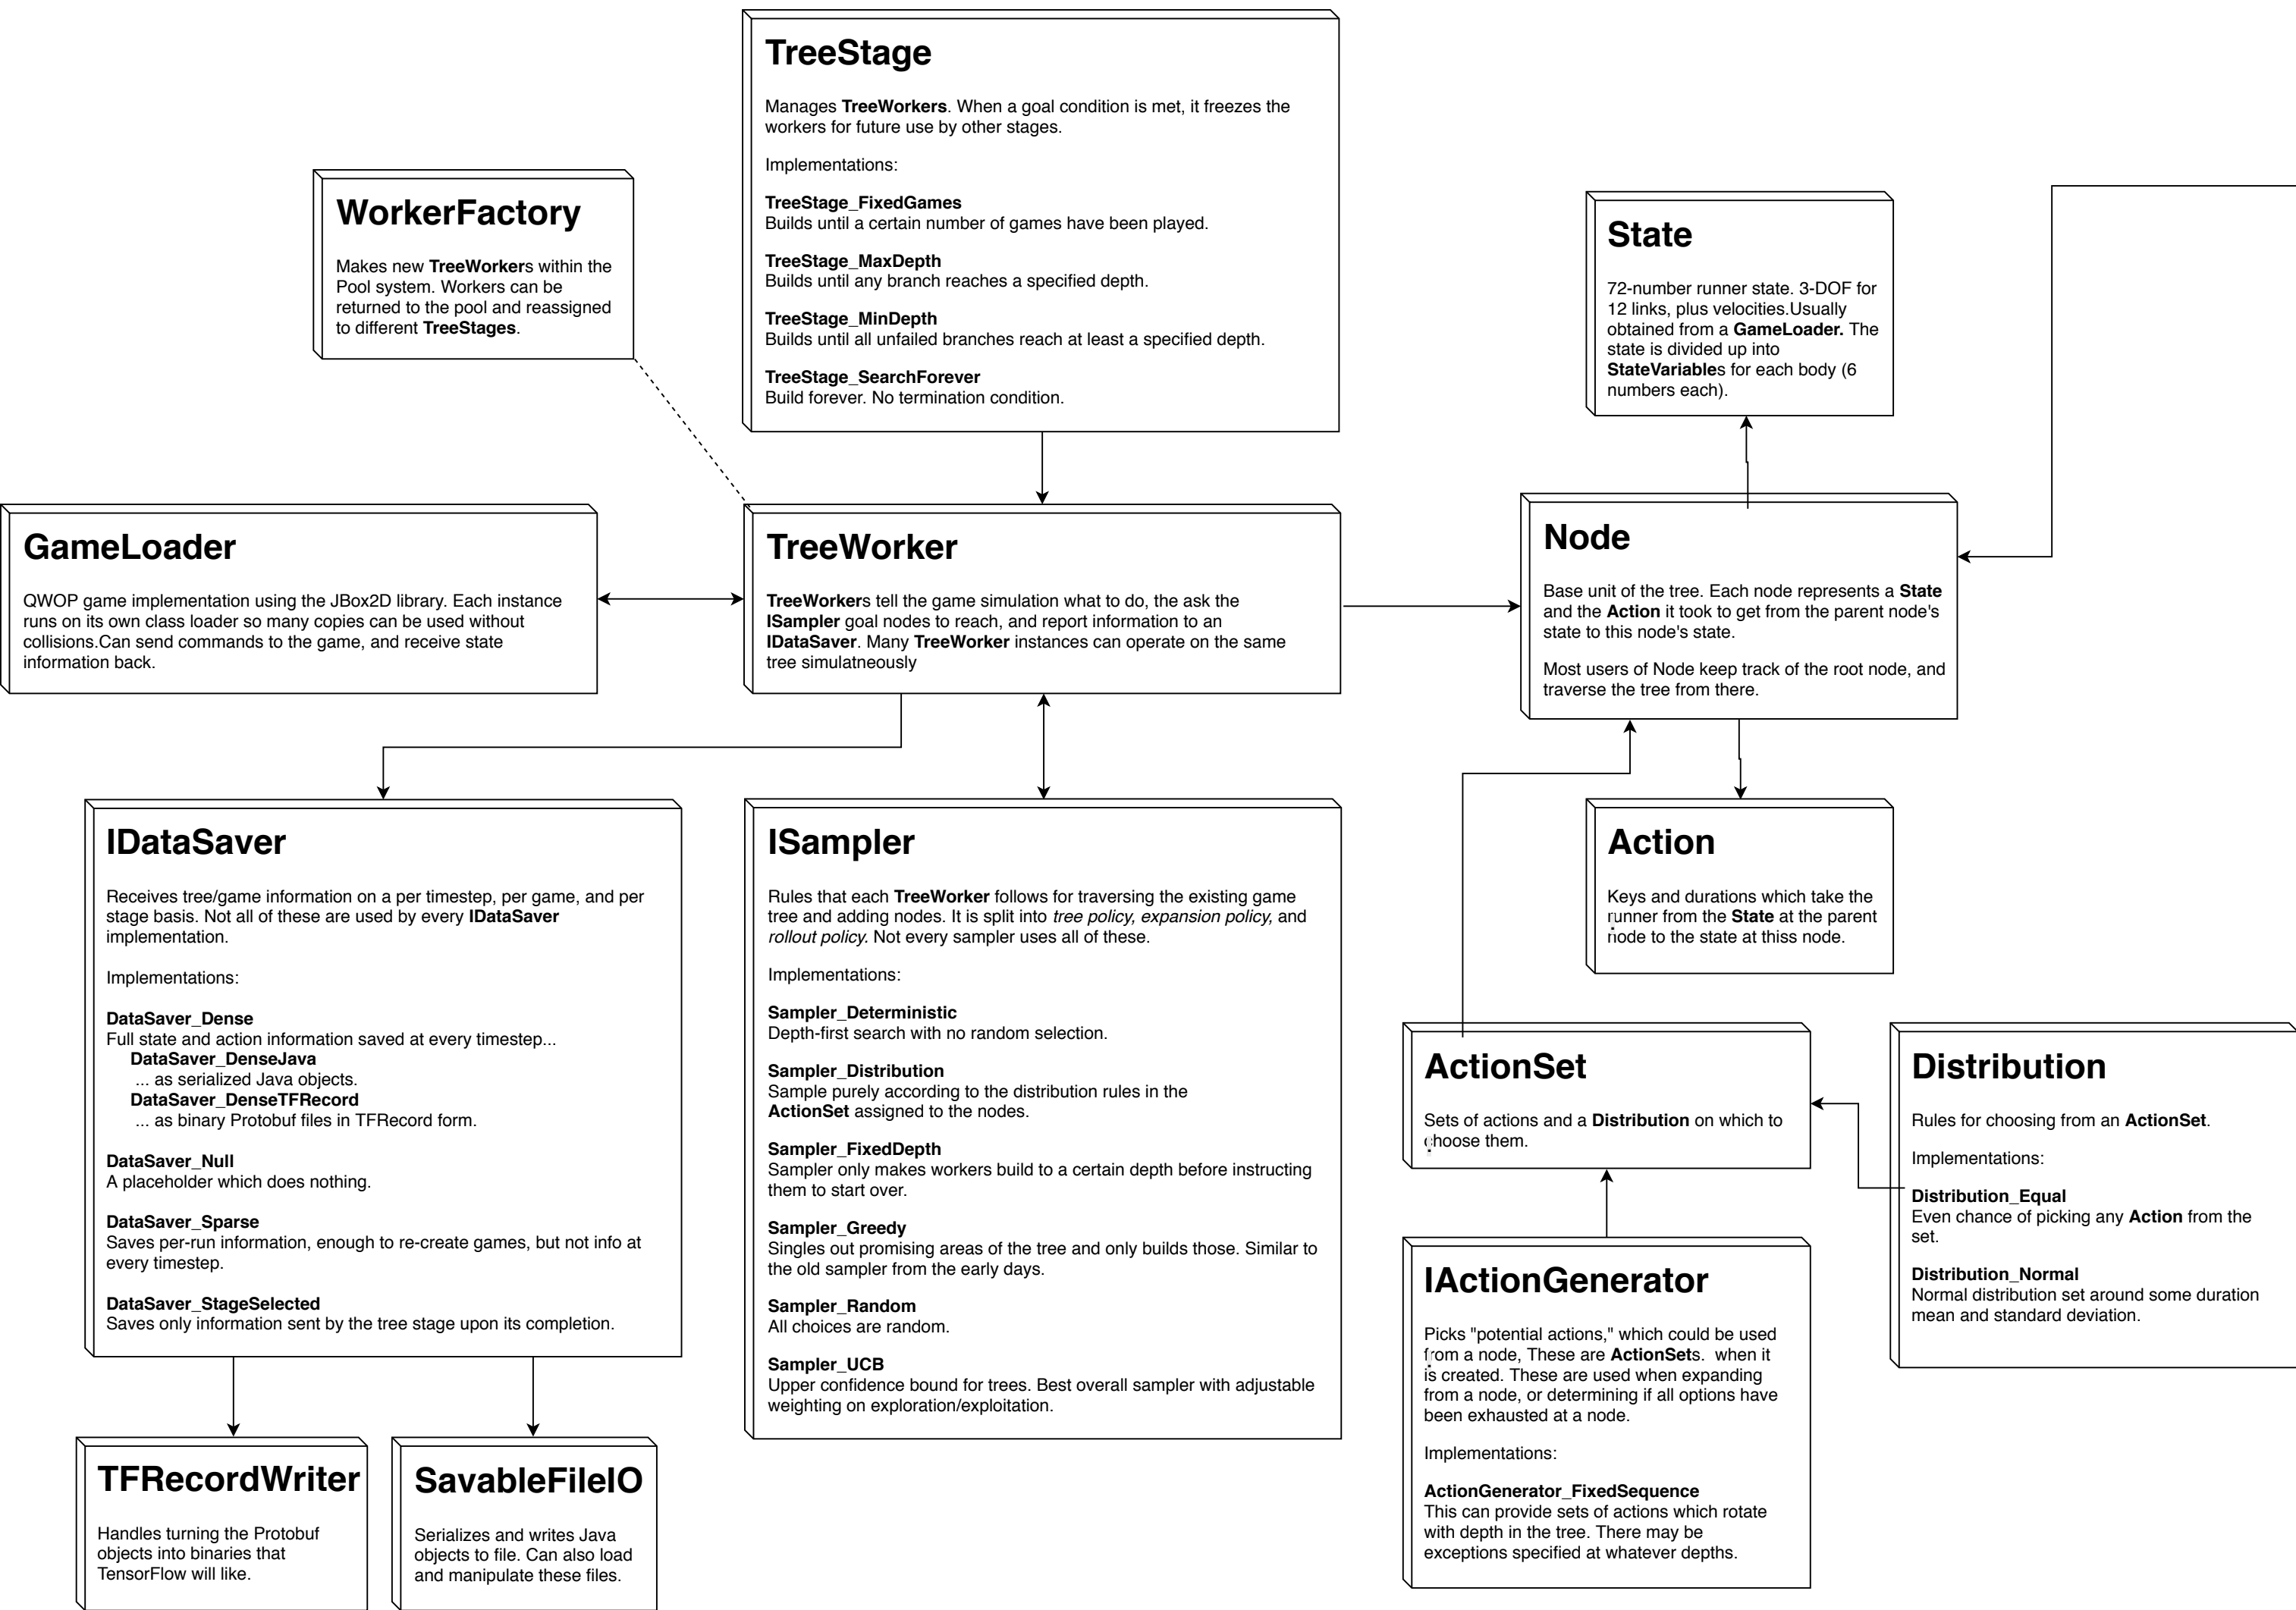 TreeStage
Manages TreeWorkers. When a goal condition is met, it freezes the
workers for future use by other stages.
Implementations:
TreeStage_FixedGames
Builds until a certain number of games have been played.
TreeStage_MaxDepth
Builds until any branch reaches a specified depth.
TreeStage_MinDepth
Builds until all unfailed branches reach at least a specified depth.
TreeStage_SearchForever
Build forever. No termination condition.
WorkerFactory
Makes new TreeWorkers within the
Pool system. Workers can be
returned to the pool and reassigned
to different TreeStages.
State
72-number runner state. 3-DOF for
12 links, plus velocities.Usually
obtained from a GameLoader. The
state is divided up into
StateVariables for each body (6
numbers each).
GameLoader
QWOP game implementation using the JBox2D library. Each instance
runs on its own class loader so many copies can be used without
collisions.Can send commands to the game, and receive state
information back.
TreeWorker
TreeWorkers tell the game simulation what to do, the ask the
ISampler goal nodes to reach, and report information to an
IDataSaver. Many TreeWorker instances can operate on the same
tree simulatneously
Node
Base unit of the tree. Each node represents a State
and the Action it took to get from the parent node's
state to this node's state.
Most users of Node keep track of the root node, and
traverse the tree from there.
IDataSaver
Receives tree/game information on a per timestep, per game, and per
stage basis. Not all of these are used by every IDataSaver
implementation.
Implementations:
DataSaver_Dense
Full state and action information saved at every timestep...
DataSaver_DenseJava
... as serialized Java objects.
DataSaver_DenseTFRecord
... as binary Protobuf files in TFRecord form.
DataSaver_Null
A placeholder which does nothing.
DataSaver_Sparse
Saves per-run information, enough to re-create games, but not info at
every timestep.
DataSaver_StageSelected
Saves only information sent by the tree stage upon its completion.
ISampler
Rules that each TreeWorker follows for traversing the existing game
tree and adding nodes. It is split into tree policy, expansion policy, and
rollout policy. Not every sampler uses all of these.
Implementations:
Sampler_Deterministic
Depth-first search with no random selection.
Sampler_Distribution
Sample purely according to the distribution rules in the
ActionSet assigned to the nodes.
Sampler_FixedDepth
Sampler only makes workers build to a certain depth before instructing
them to start over.
Sampler_Greedy
Singles out promising areas of the tree and only builds those. Similar to
the old sampler from the early days.
Sampler_Random
All choices are random.
Sampler_UCB
Upper confidence bound for trees. Best overall sampler with adjustable
weighting on exploration/exploitation.
Action
Keys and durations which take the
runner from the State at the parent
node to the state at thiss node.
ActionSet
Sets of actions and a Distribution on which to
choose them.
Distribution
Rules for choosing from an ActionSet.
Implementations:
Distribution_Equal
Even chance of picking any Action from the
set.
Distribution_Normal
Normal distribution set around some duration
mean and standard deviation.
IActionGenerator
Picks "potential actions," which could be used
from a node, These are ActionSets.  when it
is created. These are used when expanding
from a node, or determining if all options have
been exhausted at a node.
Implementations:
ActionGenerator_FixedSequence
This can provide sets of actions which rotate
with depth in the tree. There may be
exceptions specified at whatever depths.
TFRecordWriter
Handles turning the Protobuf
objects into binaries that
TensorFlow will like.
SavableFileIO
Serializes and writes Java
objects to file. Can also load
and manipulate these files.